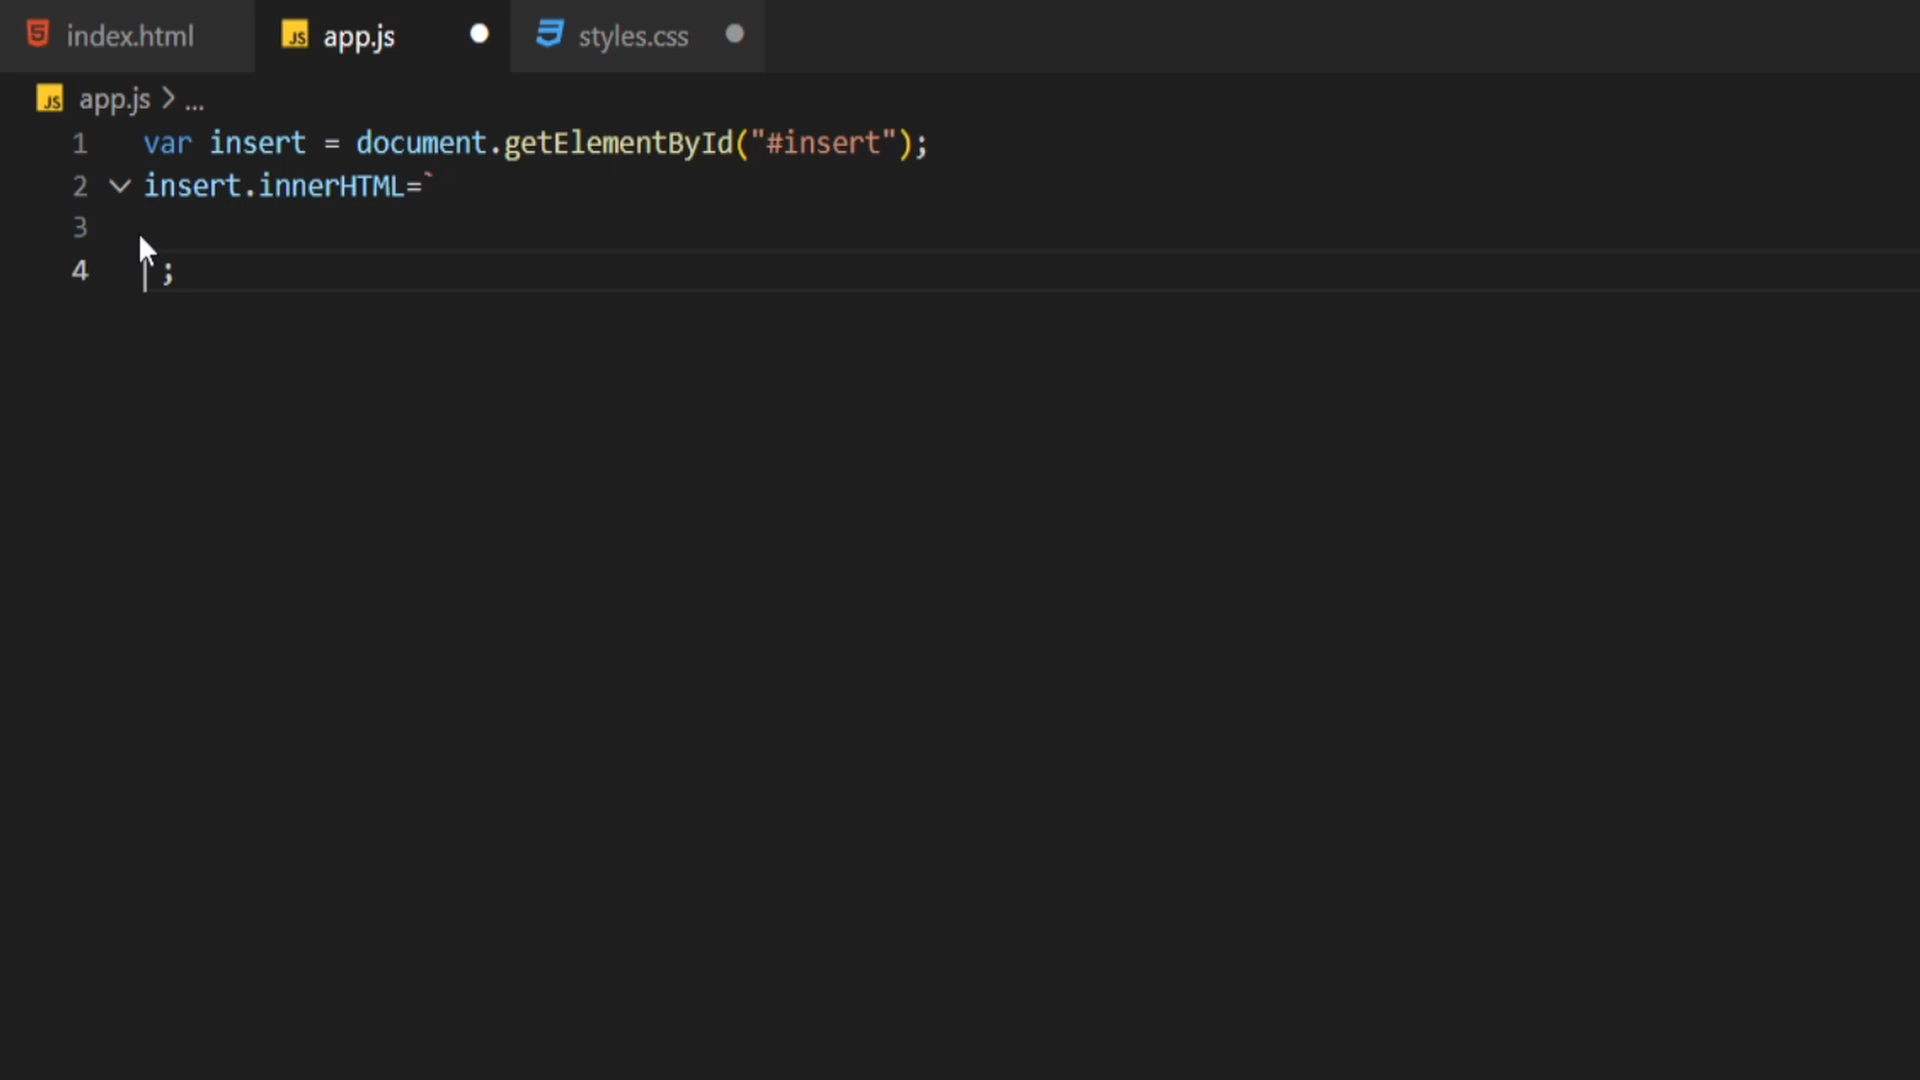 index.html app.js styles.css
JS app.js > ...
1 var insert = document.getElementById("#insert");
2 insert.innerHTML=`
3
4 `;